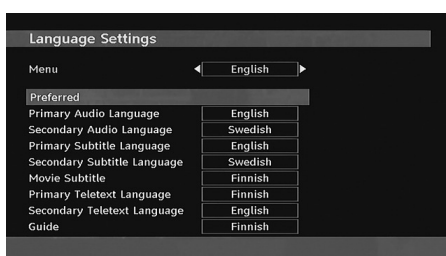 Language Settings
Menu English
Preferred
Primary Audio Language English
Secondary Audio Language Swedish
Primary Subtitle Language English
Secondary Subtitle Language Swedish
Movie Subtitle Finnish
Primary Teletext Language Finnish
Secondary Teletext Language English
Guide Finnish